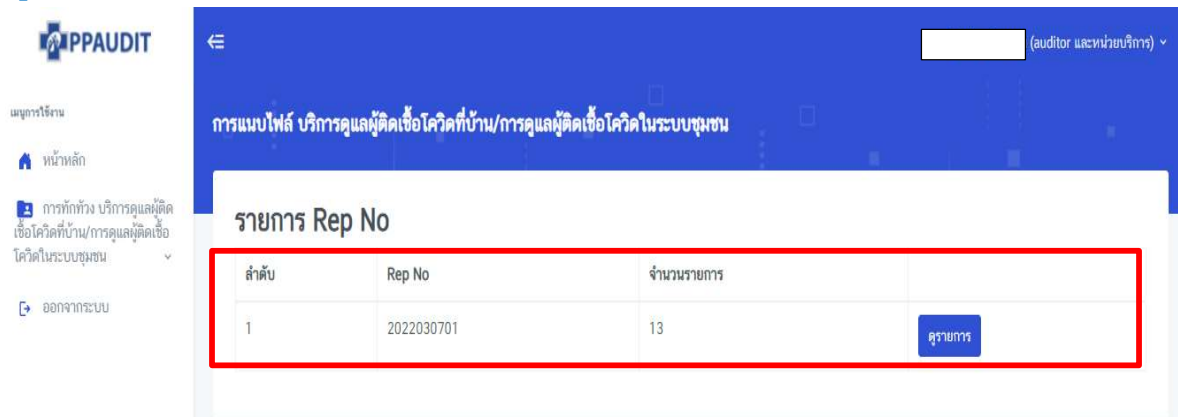 PPAUDIT
(auditor และหน่วยบริการ)
เมนูการใช้งาน
หน้าหลัก
การทักท้วง บริการดูแลผู้ติด
เชื้อโควิดที่บ้าน/การดูแลผู้ติดเชื้อ
โควิดในระบบชุมชน
ออกจากระบบ
การแนบไฟล์ บริการดูแลผู้ติดเชื้อโควิดที่บ้าน/การดูแลผู้ติดเชื้อโควิดในระบบชุมชน
รายการ Rep No
ลำดับ Rep No จำนวนรายการ
1 2022030701 13 ดูรายการ